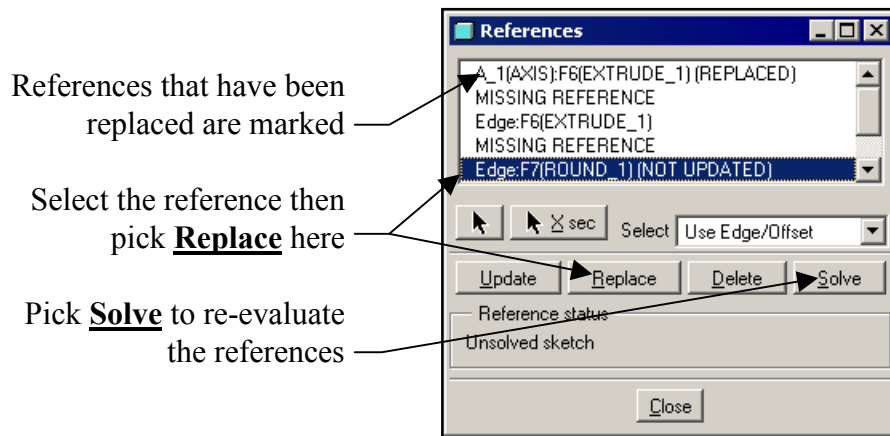 References
References that have been
replaced are marked
A_1(AXIS):F6(EXTRUDE_1) (REPLACED)
MISSING REFERENCE
Edge:F6(EXTRUDE_1)
MISSING REFERENCE
Edge:F7(ROUND_1) (NOT UPDATED)
Select the reference then
pick Replace here
X sec
Select
Use Edge/Offset
Update
Replace
Delete
Solve
Pick Solve to re-evaluate
the references
Reference status
Unsolved sketch
Close